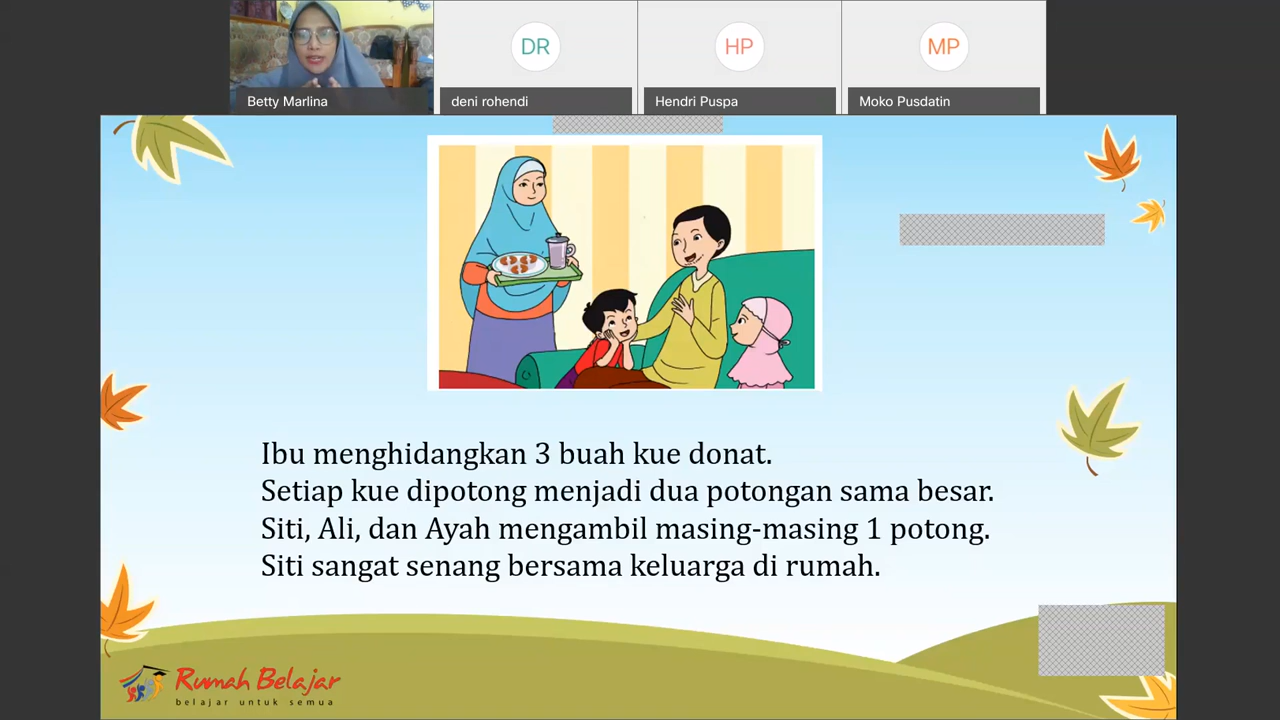 DR
HP
MP
Betty Marlina
deni rohendi
Hendri Puspa
Moko Pusdatin
Ibu menghidangkan 3 buah kue donat.
Setiap kue dipotong menjadi dua potongan sama besar.
Siti, Ali, dan Ayah mengambil masing-masing 1 potong.
Siti sangat senang bersama keluarga di rumah.
Rumah Belajar
belajar untuk semua